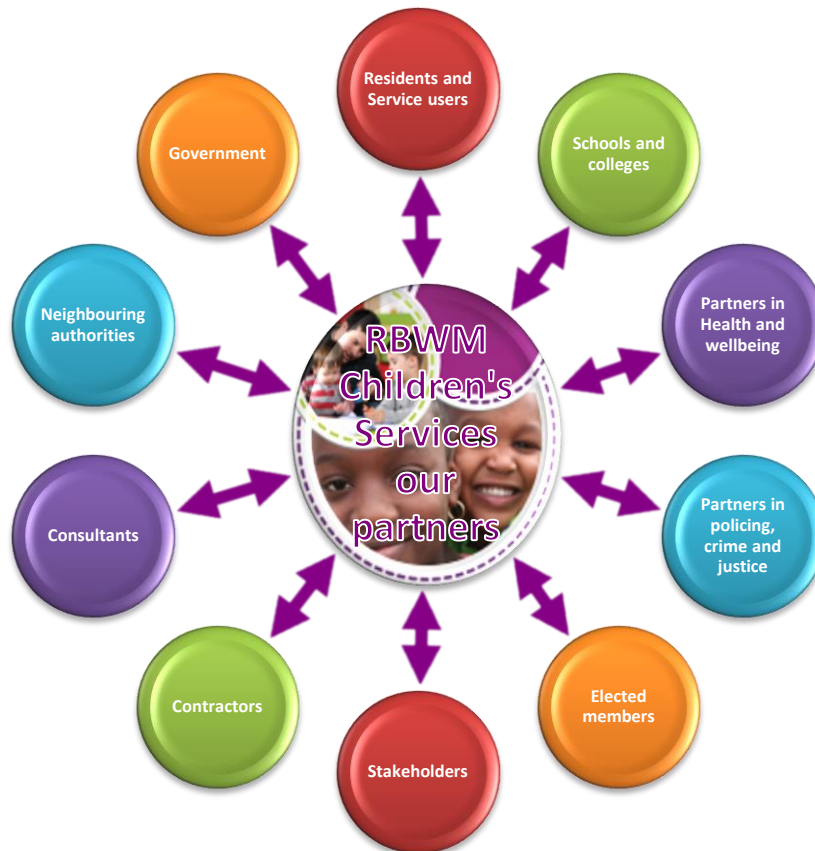 Residents and
Service users
Government
Schools and
colleges
Neighbouring
authorities
Partners in
Health and
wellbeing
RBWM
Children's
Services
our
partners
Consultants
Partners in
policing,
crime and
justice
Contractors
Elected
members
Stakeholders